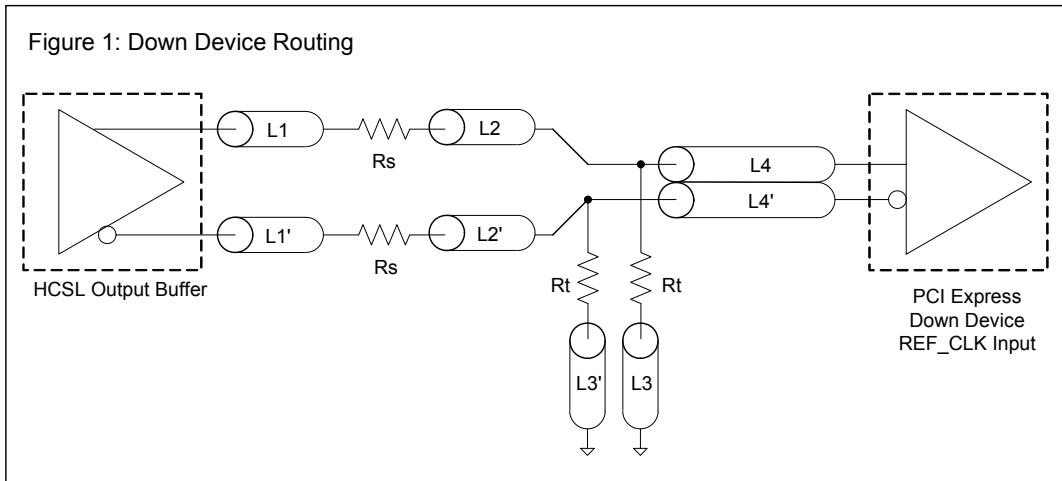 Figure 1: Down Device Routing
L1
Rs
L2
L4
L4'
L1'
Rs
L2'
HCSL Output Buffer
Rt
Rt
L3'
L3
PCI Express
Down Device
REF_CLK Input